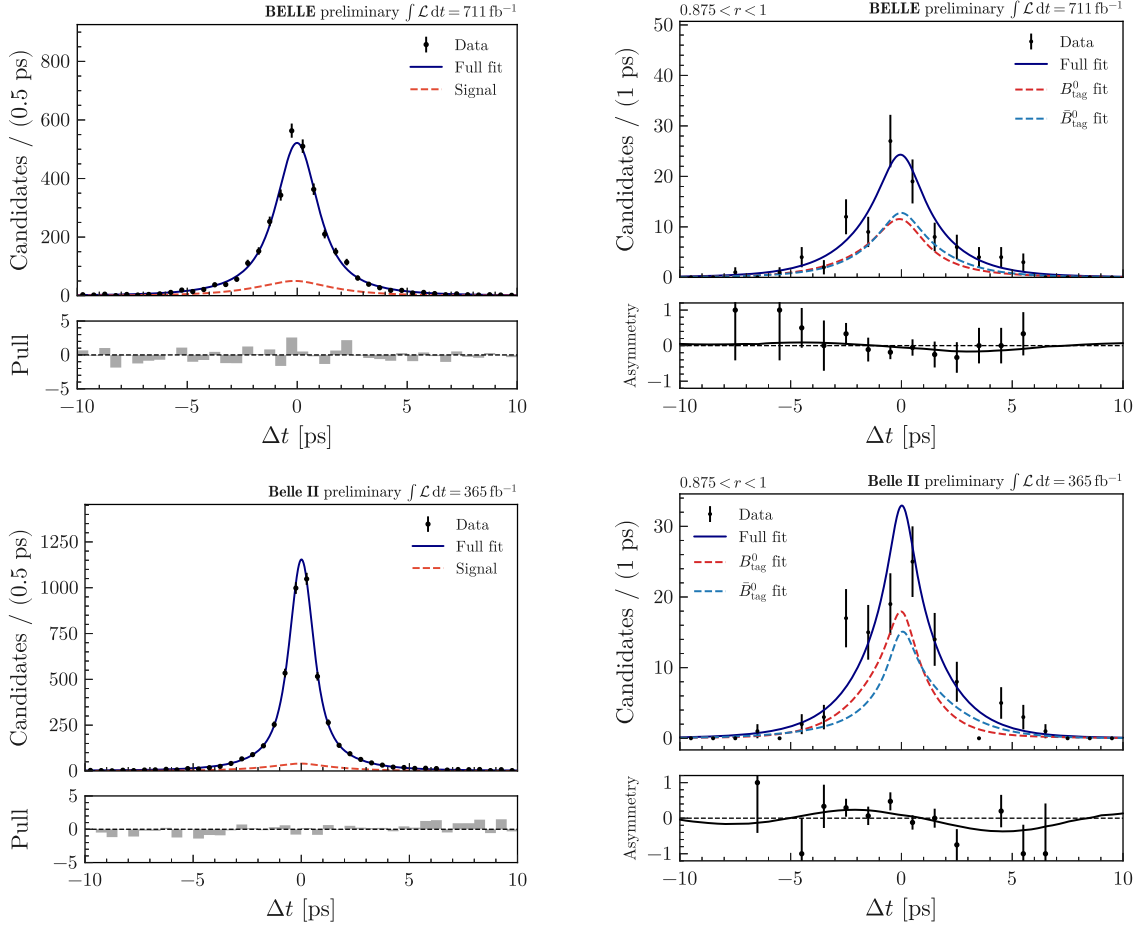 BELLE preliminary ∫ ℒ dt = 711 fb⁻¹
Candidates / (0.5 ps)
800
600
400
200
0
Data
Full fit
Signal
Pull
5
0
−5
−10
−5
0
5
10
Δt [ps]
0.875 < r < 1
BELLE preliminary ∫ ℒ dt = 711 fb⁻¹
Candidates / (1 ps)
50
40
30
20
10
0
Data
Full fit
B⁰tag fit
B̄⁰tag fit
Asymmetry
1
0
−1
−10
−5
0
5
10
Δt [ps]
Belle II preliminary ∫ ℒ dt = 365 fb⁻¹
Candidates / (0.5 ps)
1250
1000
750
500
250
0
Data
Full fit
Signal
Pull
5
0
−5
−10
−5
0
5
10
Δt [ps]
0.875 < r < 1
Belle II preliminary ∫ ℒ dt = 365 fb⁻¹
Candidates / (1 ps)
30
20
10
0
Data
Full fit
B⁰tag fit
B̄⁰tag fit
Asymmetry
1
0
−1
−10
−5
0
5
10
Δt [ps]